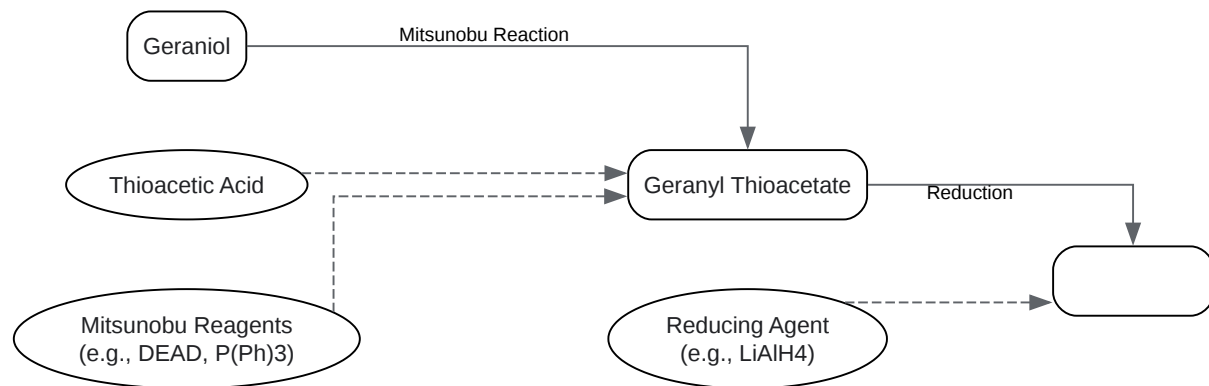 Geraniol
Mitsunobu Reaction
Thioacetic Acid
Geranyl Thioacetate
Reduction
Mitsunobu Reagents
(e.g., DEAD, P(Ph)3)
Reducing Agent
(e.g., LiAlH4)